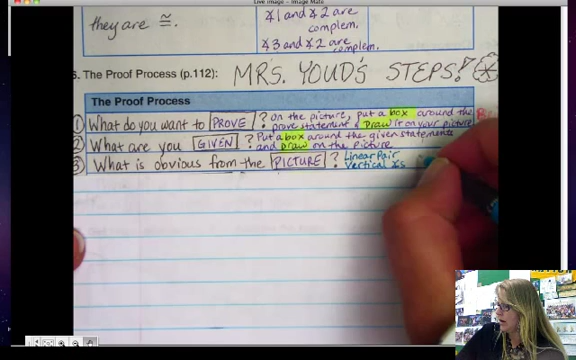 Live image - Image Mate
they are ≅.
∡1 and ∡2 are
complem.
∡3 and ∡2 are
complem.
6. The Proof Process (p.112): MRS. YOUD'S STEPS!
The Proof Process
① What do you want to PROVE? On the picture, put a box around the
prove statement & Draw it on your picture
② What are you GIVEN? Put a box around the given statements
and draw on the picture.
③ What is obvious from the PICTURE? Linear Pair
Vertical ∡s